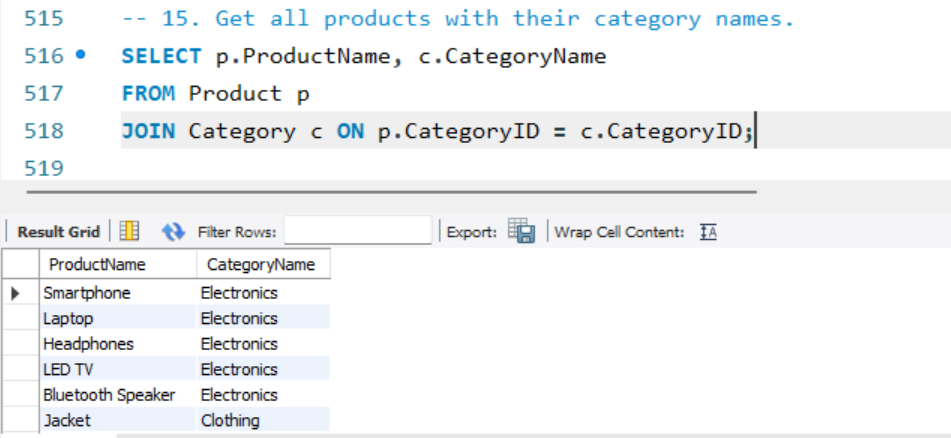 515 -- 15. Get all products with their category names.
516 SELECT p.ProductName, c.CategoryName
517 FROM Product p
518 JOIN Category c ON p.CategoryID = c.CategoryID;
519
Result Grid Filter Rows: Export: Wrap Cell Content: IA
ProductName CategoryName
Smartphone Electronics
Laptop Electronics
Headphones Electronics
LED TV Electronics
Bluetooth Speaker Electronics
Jacket Clothing